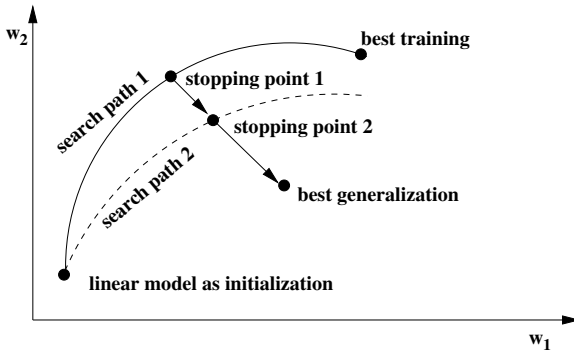 w2
best training
search path 1
stopping point 1
stopping point 2
search path 2
best generalization
linear model as initialization
w1